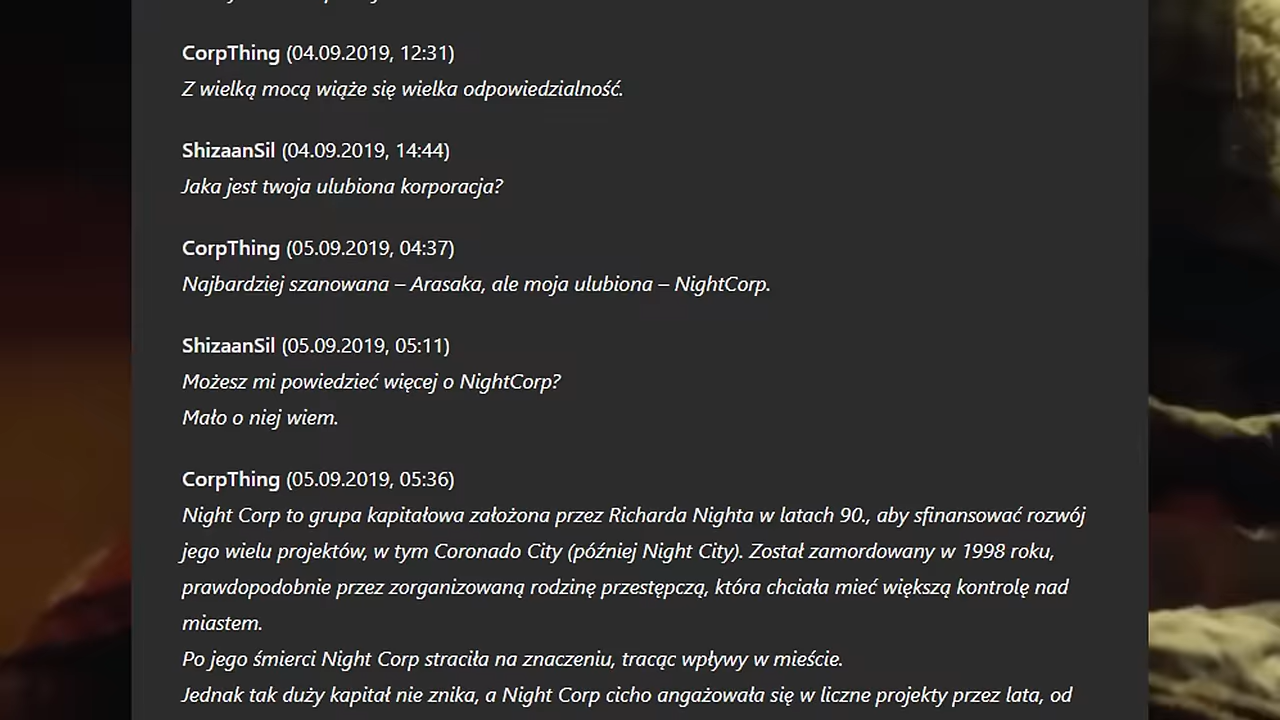 CorpThing (04.09.2019, 12:31)
Z wielką mocą wiąże się wielka odpowiedzialność.
ShizaanSil (04.09.2019, 14:44)
Jaka jest twoja ulubiona korporacja?
CorpThing (05.09.2019, 04:37)
Najbardziej szanowana – Arasaka, ale moja ulubiona – NightCorp.
ShizaanSil (05.09.2019, 05:11)
Możesz mi powiedzieć więcej o NightCorp?
Mało o niej wiem.
CorpThing (05.09.2019, 05:36)
Night Corp to grupa kapitałowa założona przez Richarda Nighta w latach 90., aby sfinansować rozwój
jego wielu projektów, w tym Coronado City (później Night City). Został zamordowany w 1998 roku,
prawdopodobnie przez zorganizowaną rodzinę przestępczą, która chciała mieć większą kontrolę nad
miastem.
Po jego śmierci Night Corp straciła na znaczeniu, tracąc wpływy w mieście.
Jednak tak duży kapitał nie znika, a Night Corp cicho angażowała się w liczne projekty przez lata, od